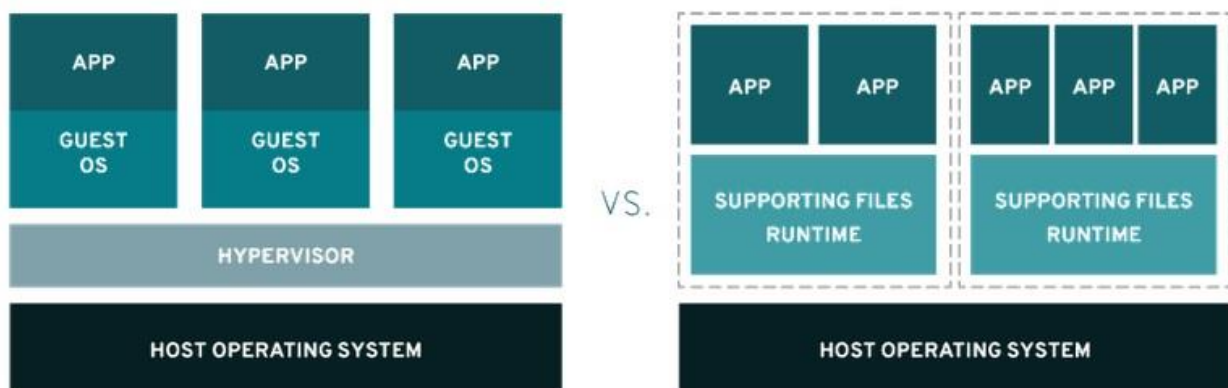 APP
GUEST
OS
APP
GUEST
OS
APP
GUEST
OS
HYPERVISOR
HOST OPERATING SYSTEM
VS.
APP
APP
SUPPORTING FILES
RUNTIME
APP
APP
APP
SUPPORTING FILES
RUNTIME
HOST OPERATING SYSTEM